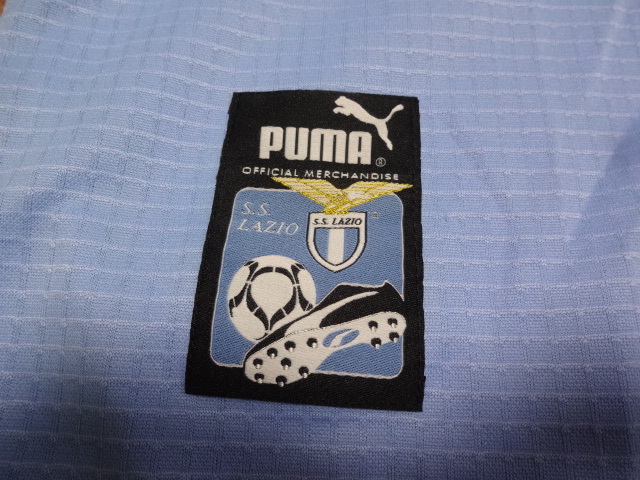 PUMA®
OFFICIAL MERCHANDISE
S.S.
LAZIO
S.S. LAZIO